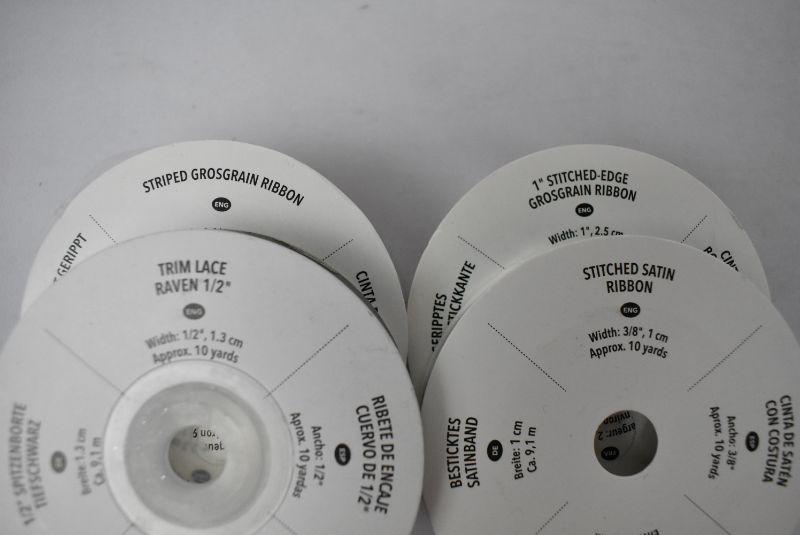 STRIPED GROSGRAIN RIBBON
ENG
GERIPPT
CINTA
1" STITCHED-EDGE
GROSGRAIN RIBBON
ENG
Width: 1", 2.5 cm
TRIM LACE
RAVEN 1/2"
ENG
Width: 1/2", 1.3 cm
Approx. 10 yards
1/2" SPITZENBORTE
TIEFSCHWARZ
DE
Breite: 1.3 cm
Ca. 9,1 m
RIBETE DE ENCAJE
CUERVO DE 1/2"
ESP
Ancho: 1/2"
Aprox. 10 yardas
STITCHED SATIN
RIBBON
ENG
Width: 3/8", 1 cm
Approx. 10 yards
BESTICKTES
SATINBAND
DE
Breite: 1 cm
Ca. 9,1 m
CINTA DE SATÉN
CON COSTURA
ESP
Ancho: 3/8"
Aprox. 10 yardas
argeur: 2
FRA